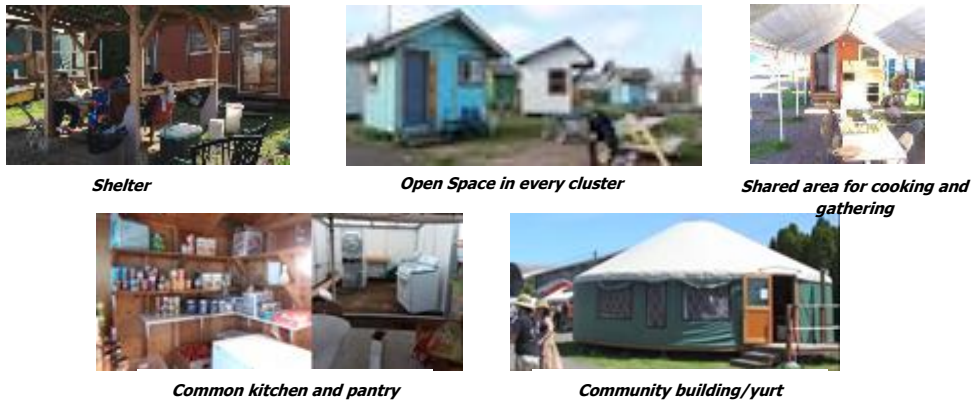 Shelter
Open Space in every cluster
Shared area for cooking and
gathering
Common kitchen and pantry
Community building/yurt